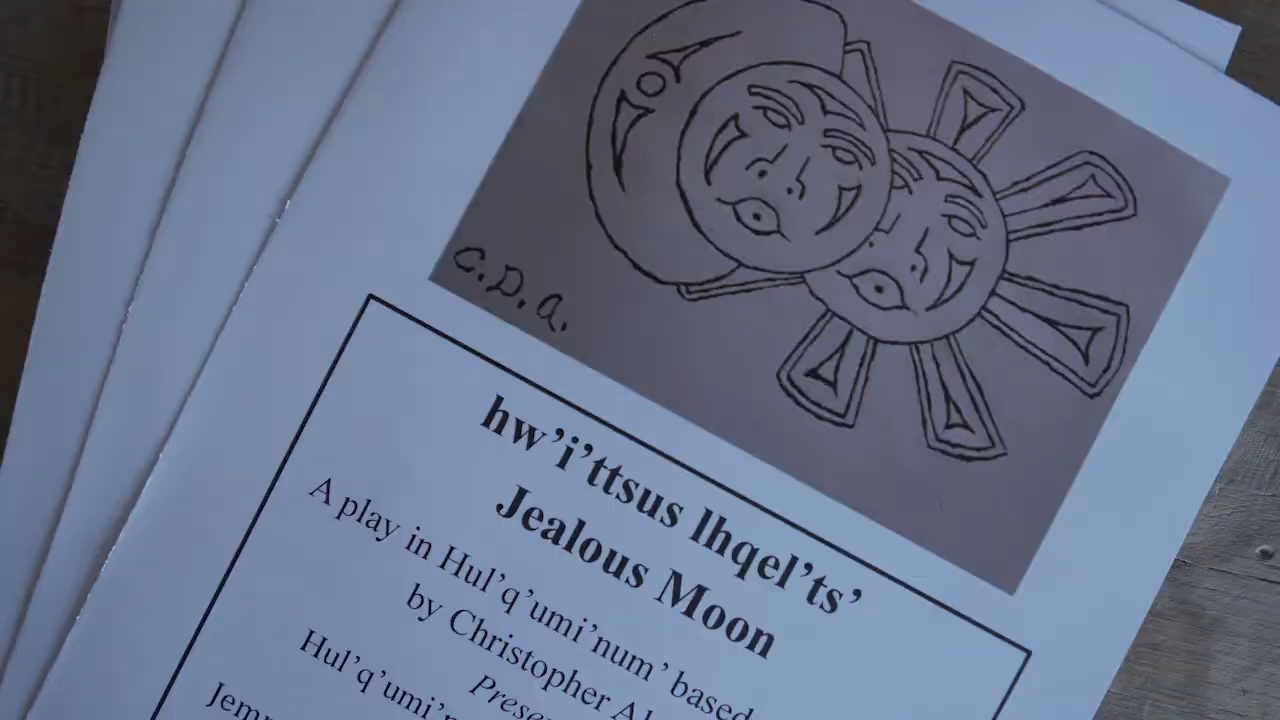 C.D.A.
hw’i’ttsus lhqel’ts’
Jealous Moon
A play in Hul’q’umi’num’ based
by Christopher